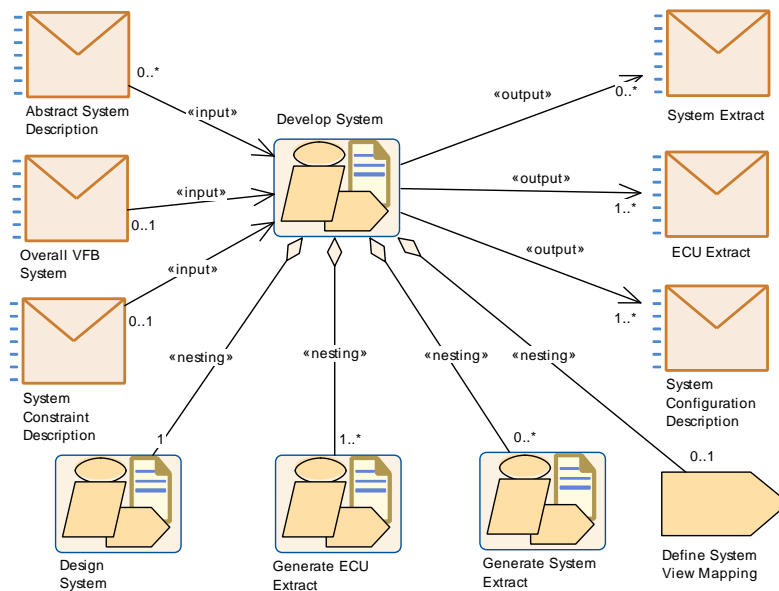 0..*
Abstract System
Description
«input»
Develop System
«output»
0..*
System Extract
«input»
0..1
Overall VFB
System
«output»
1..*
ECU Extract
«input»
0..1
System
Constraint
Description
«output»
1..*
System
Configuration
Description
«nesting»
«nesting»
«nesting»
«nesting»
1
Design
System
1..*
Generate ECU
Extract
0..*
Generate System
Extract
0..1
Define System
View Mapping